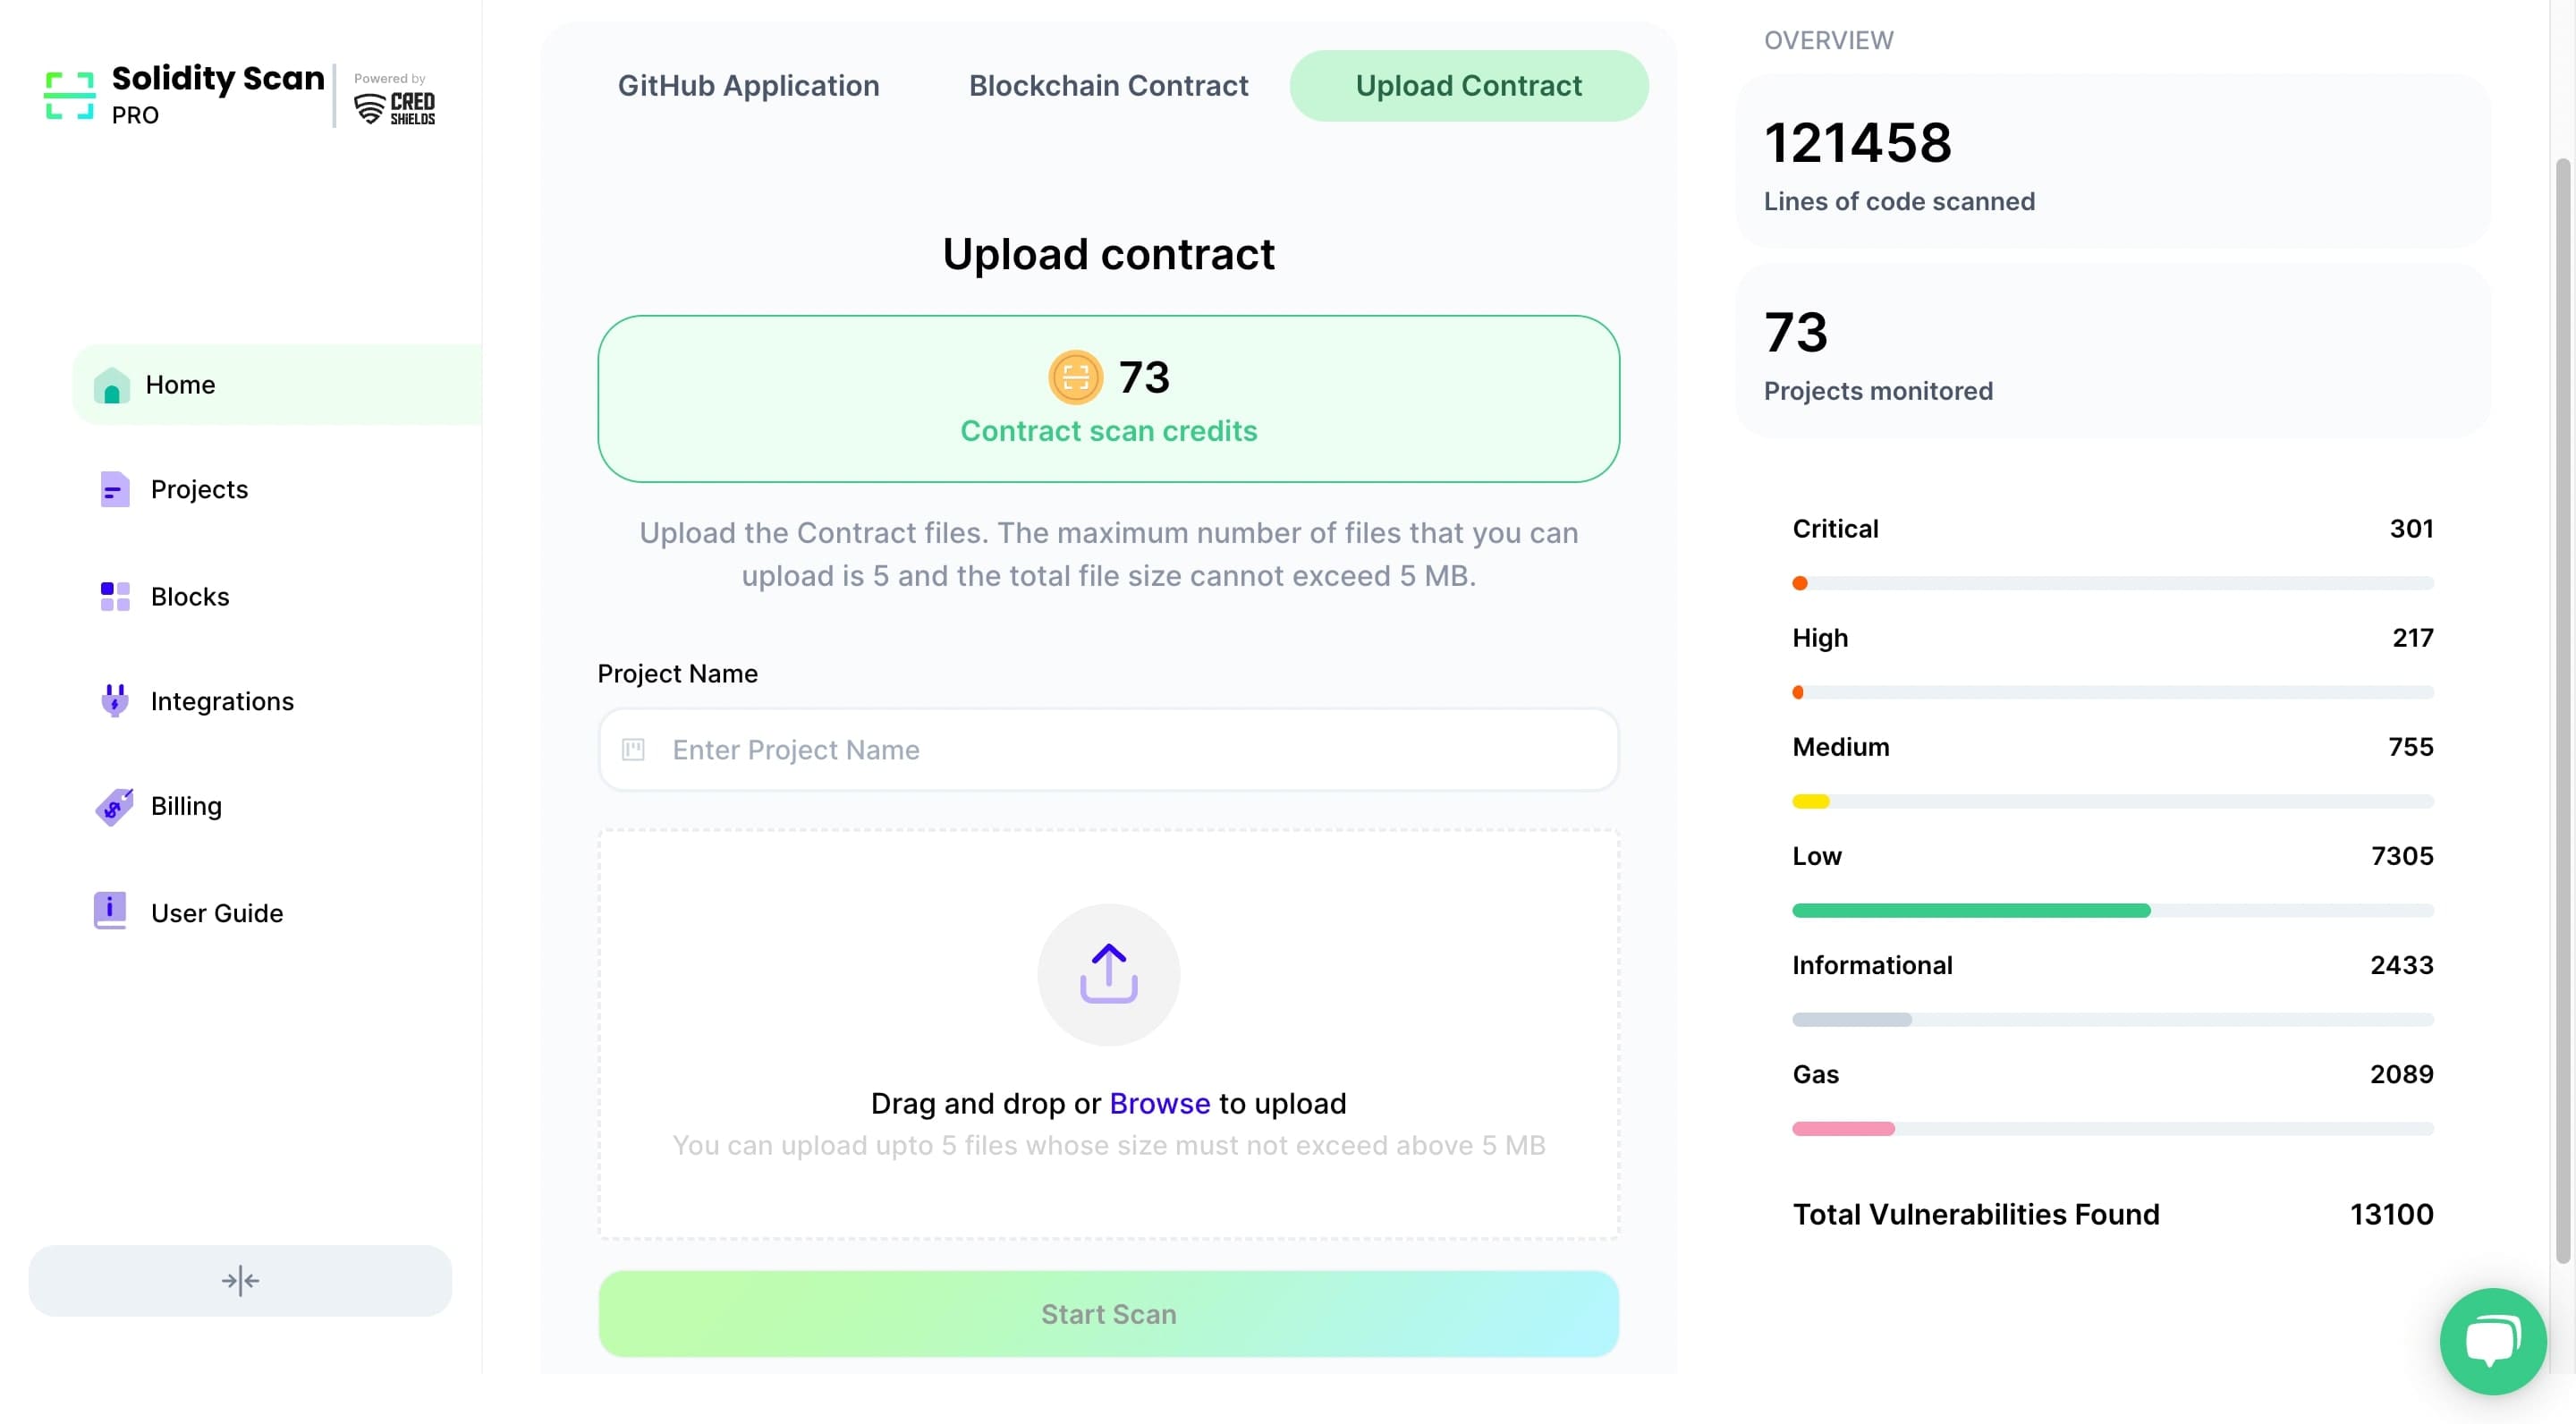 Solidity Scan
PRO
Powered by
CRED
SHIELDS
Home
Projects
Blocks
Integrations
Billing
User Guide
GitHub Application
Blockchain Contract
Upload Contract
Upload contract
73
Contract scan credits
Upload the Contract files. The maximum number of files that you can
upload is 5 and the total file size cannot exceed 5 MB.
Project Name
Enter Project Name
Drag and drop or Browse to upload
You can upload upto 5 files whose size must not exceed above 5 MB
Start Scan
OVERVIEW
121458
Lines of code scanned
73
Projects monitored
Critical 301
High 217
Medium 755
Low 7305
Informational 2433
Gas 2089
Total Vulnerabilities Found 13100